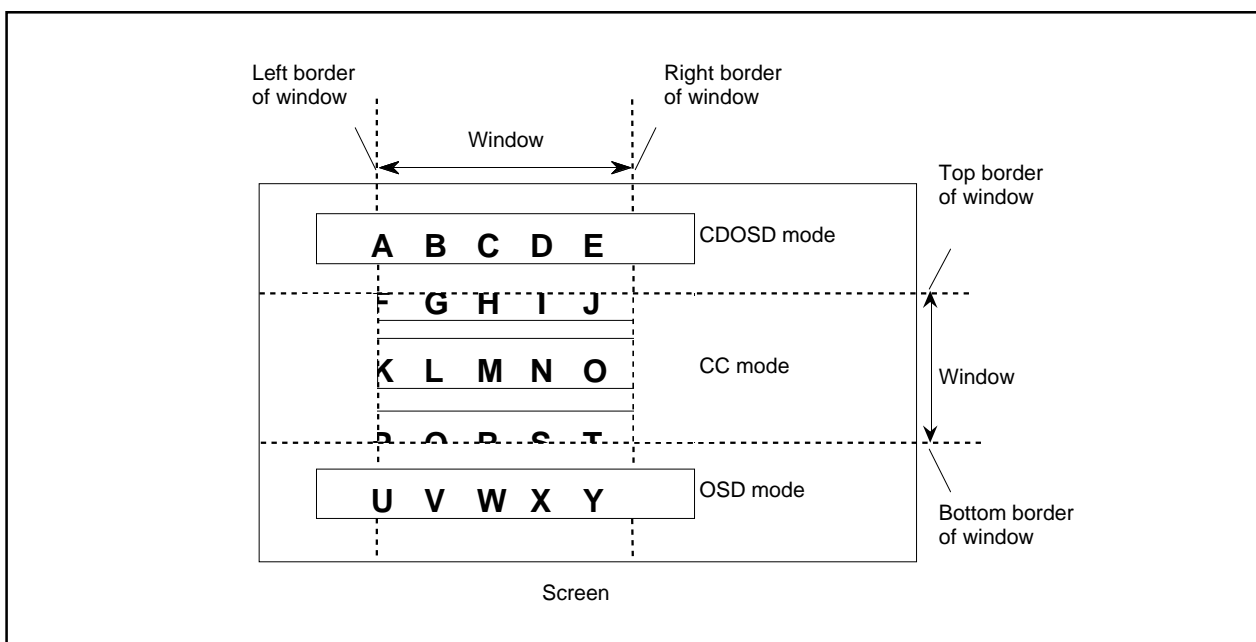 Left border
of window
Right border
of window
Window
Top border
of window
A B C D E
CDOSD mode
F G H I J
K L M N O
CC mode
Window
P Q R S T
U V W X Y
OSD mode
Bottom border
of window
Screen